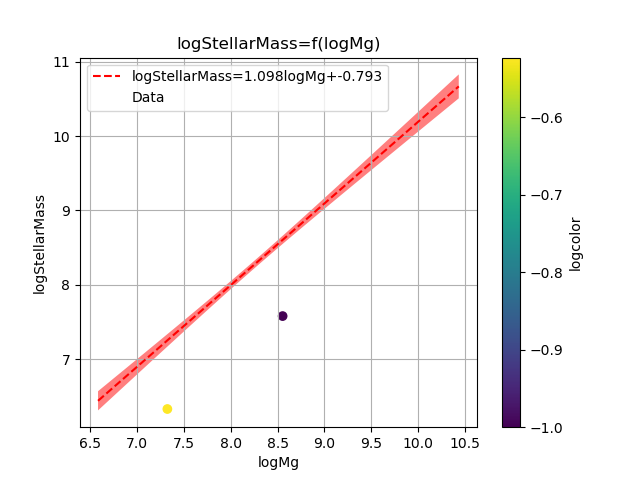 logStellarMass=f(logMg)
logStellarMass=1.098logMg+-0.793
Data
11
10
9
8
7
logStellarMass
6.5 7.0 7.5 8.0 8.5 9.0 9.5 10.0 10.5
logMg
−0.6
−0.7
−0.8
−0.9
−1.0
logcolor